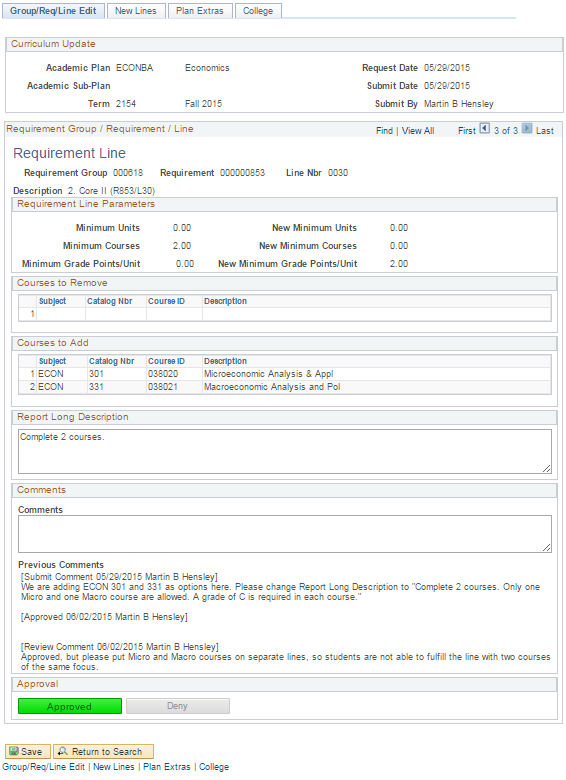 Group/Req/Line Edit New Lines Plan Extras College
Curriculum Update
Academic Plan ECONBA Economics Request Date 05/29/2015
Academic Sub-Plan Submit Date 05/29/2015
Term 2154 Fall 2015 Submit By Martin B Hensley
Requirement Group / Requirement / Line Find | View All First 3 of 3 Last
Requirement Line
Requirement Group 000618 Requirement 000000853 Line Nbr 0030
Description 2. Core II (R853/L30)
Requirement Line Parameters
Minimum Units 0.00 New Minimum Units 0.00
Minimum Courses 2.00 New Minimum Courses 0.00
Minimum Grade Points/Unit 0.00 New Minimum Grade Points/Unit 2.00
Courses to Remove
Subject Catalog Nbr Course ID Description
1
Courses to Add
Subject Catalog Nbr Course ID Description
1 ECON 301 038020 Microeconomic Analysis & Appl
2 ECON 331 038021 Macroeconomic Analysis and Pol
Report Long Description
Complete 2 courses.
Comments
Comments
Previous Comments
[Submit Comment 05/29/2015 Martin B Hensley]
We are adding ECON 301 and 331 as options here. Please change Report Long Description to "Complete 2 courses. Only one
Micro and one Macro course are allowed. A grade of C is required in each course."
[Approved 06/02/2015 Martin B Hensley]
[Review Comment 06/02/2015 Martin B Hensley]
Approved, but please put Micro and Macro courses on separate lines, so students are not able to fulfill the line with two courses
of the same focus.
Approval
Approved Deny
Save Return to Search
Group/Req/Line Edit | New Lines | Plan Extras | College